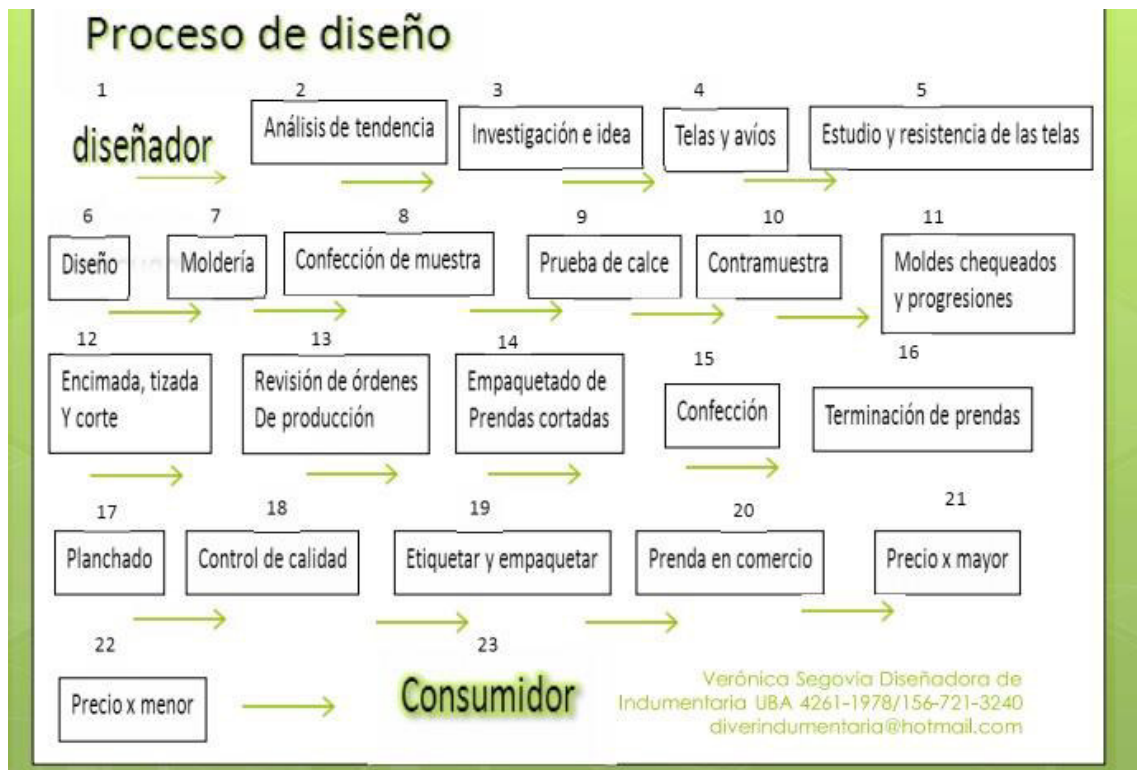 Proceso de diseño
1 2 3 4 5
diseñador Análisis de tendencia Investigación e idea Telas y avíos Estudio y resistencia de las telas
6 7 8 9 10 11
Diseño Moldería Confección de muestra Prueba de calce Contramuestra Moldes chequeados
y progresiones
12 13 14 15 16
Encimada, tizada
Y corte
Revisión de órdenes
De producción
Empaquetado de
Prendas cortadas
Confección
Terminación de prendas
17 18 19 20 21
Planchado Control de calidad Etiquetar y empaquetar Prenda en comercio Precio x mayor
22 23
Precio x menor Consumidor
Verónica Segovia Diseñadora de
Indumentaria UBA 4261-1978/156-721-3240
diverindumentaria@hotmail.com